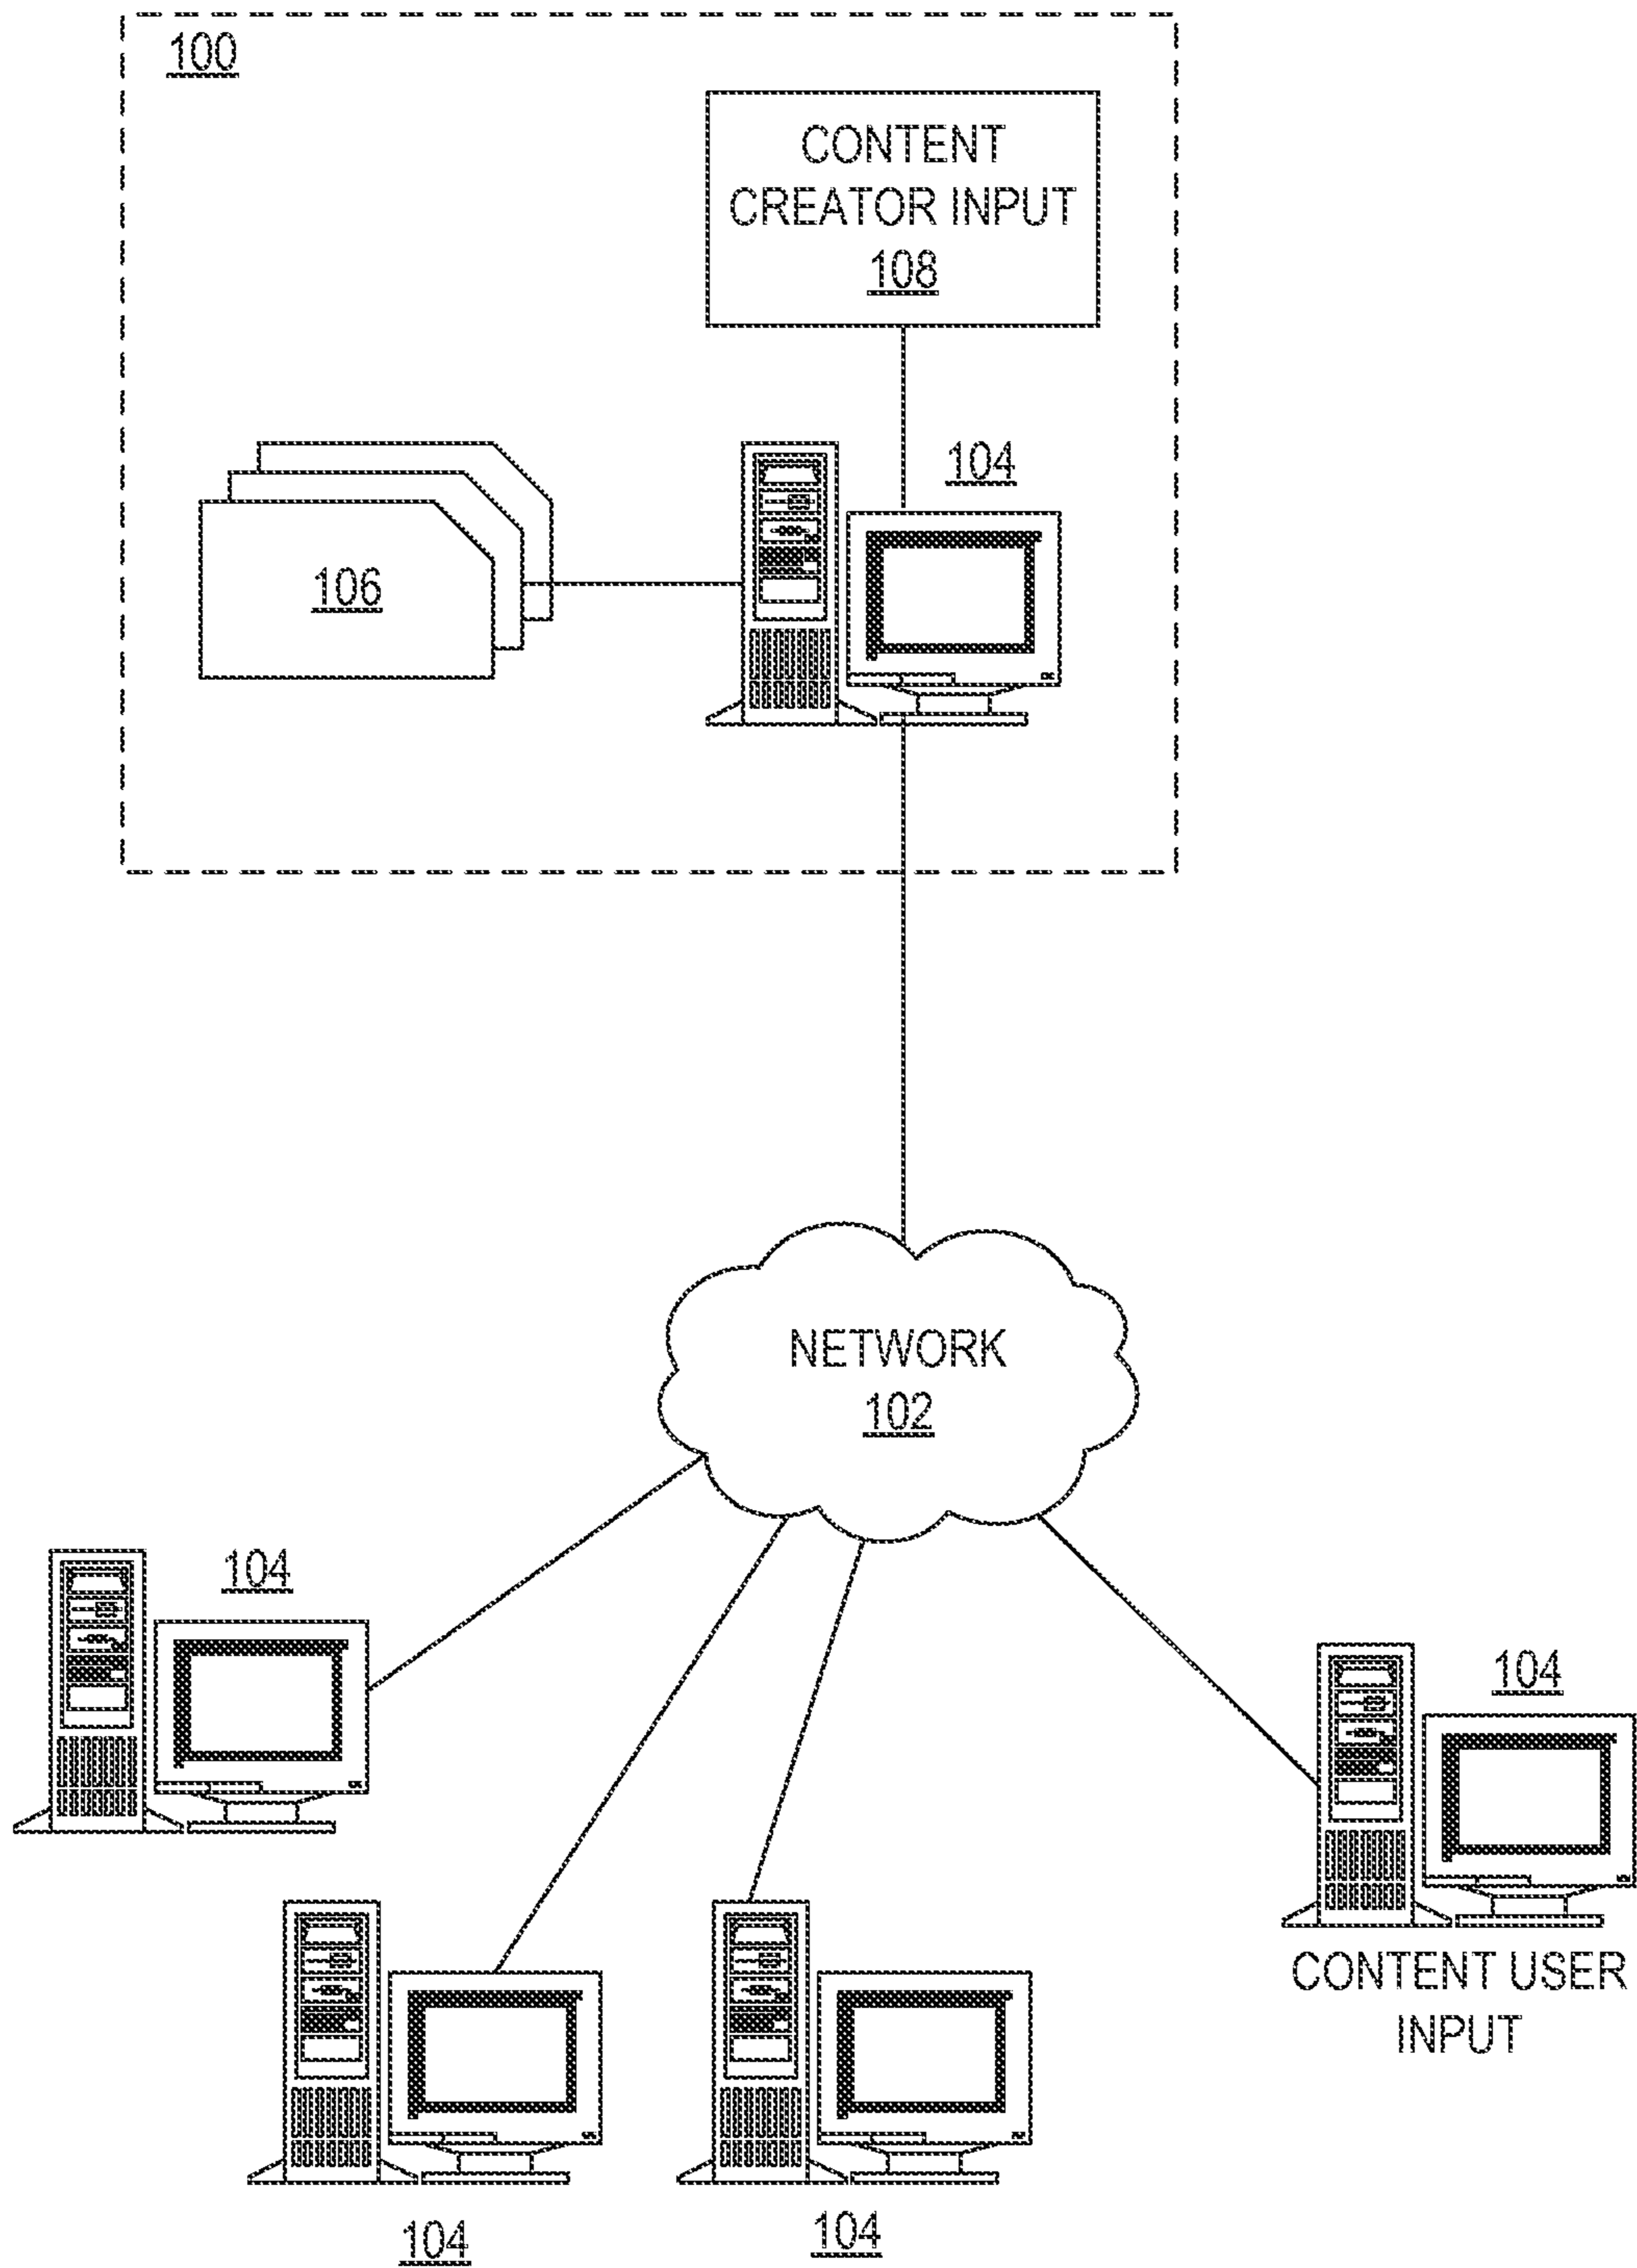 100
CONTENT
CREATOR INPUT
108
104
106
NETWORK
102
104
104
CONTENT USER
INPUT
104
104